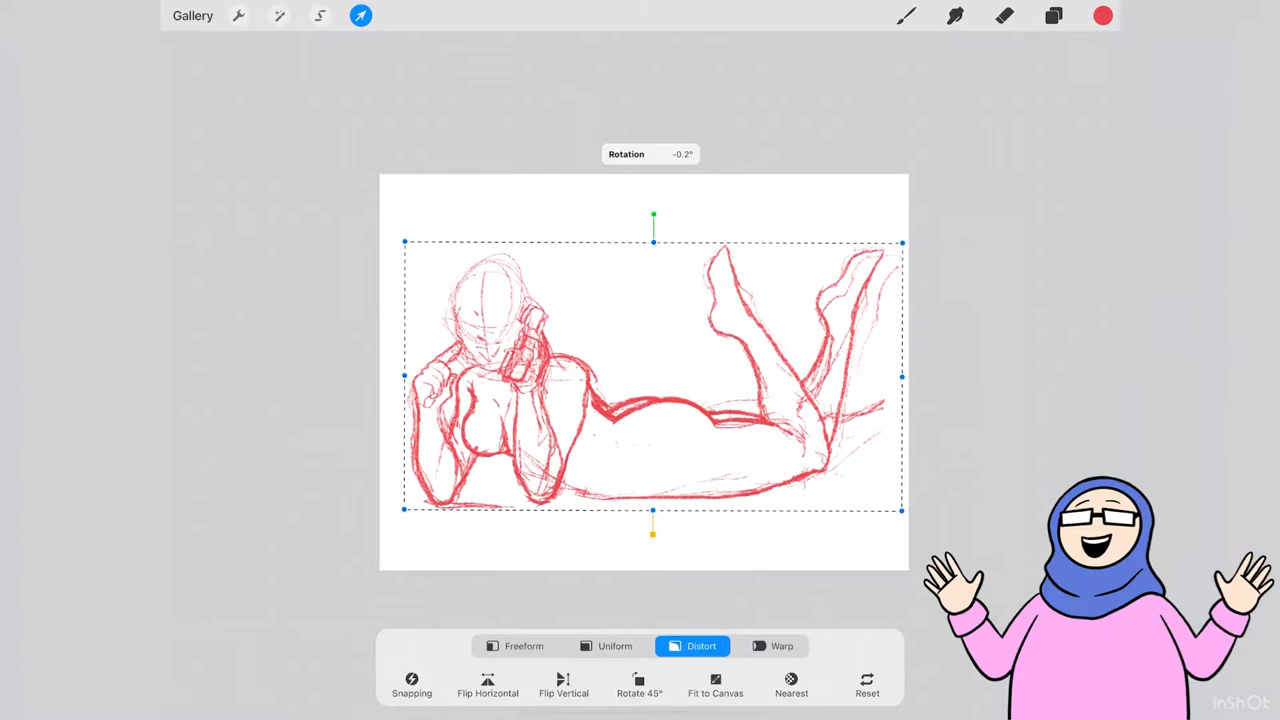 Gallery
Rotation -0.2°
Freeform Uniform Distort Warp
Snapping Flip Horizontal Flip Vertical Rotate 45° Fit to Canvas Nearest Reset
InShOt